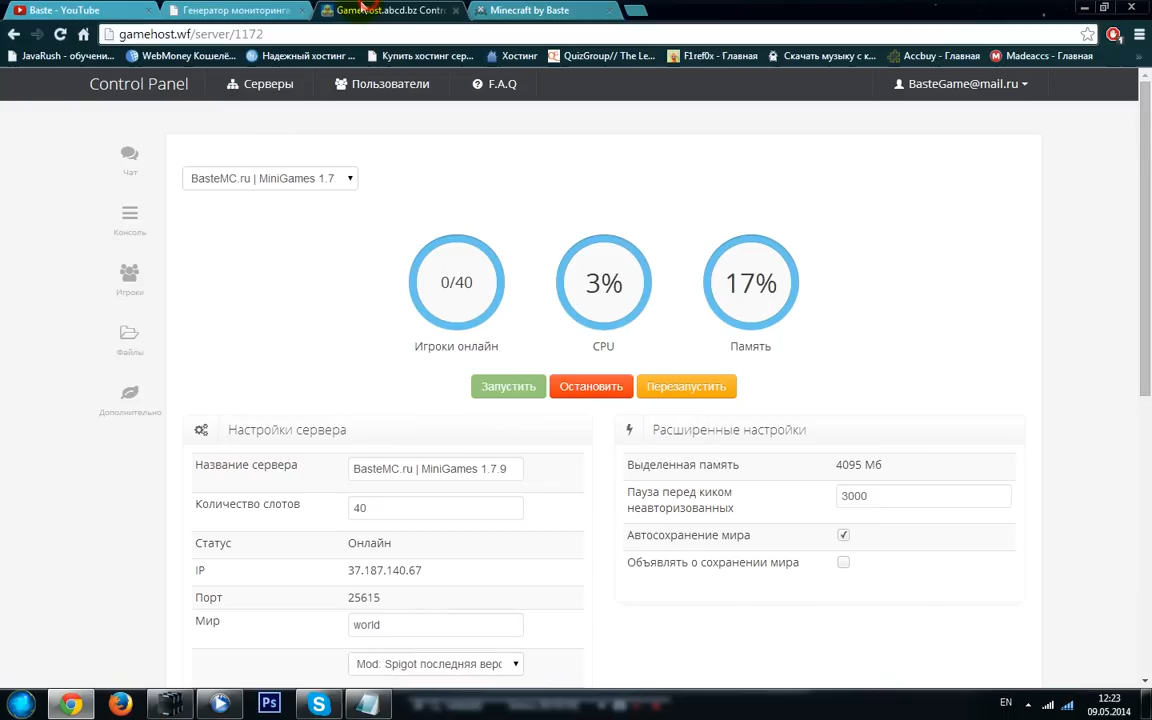 Baste - YouTube
Генератор мониторинга
GameHost.abcd.bz Contr
Minecraft by Baste
gamehost.wf/server/1172
JavaRush - обучени...
WebMoney Кошелё...
Надежный хостинг ...
Купить хостинг сер...
Хостинг
QuizGroup// The Le...
F1ref0x - Главная
Скачать музыку с к...
Accbuy - Главная
Madeaccs - Главная
Control Panel
Серверы
Пользователи
F.A.Q
BasteGame@mail.ru
Чат
Консоль
Игроки
Файлы
Дополнительно
BasteMC.ru | MiniGames 1.7
0/40
3%
17%
Игроки онлайн
CPU
Память
Запустить
Остановить
Перезапустить
Настройки сервера
Название сервера
BasteMC.ru | MiniGames 1.7.9
Количество слотов
40
Статус
Онлайн
IP
37.187.140.67
Порт
25615
Мир
world
Mod: Spigot последняя верс
Расширенные настройки
Выделенная память
4095 Мб
Пауза перед киком
неавторизованных
3000
Автосохранение мира
Объявлять о сохранении мира
Ps
EN
12:23
09.05.2014